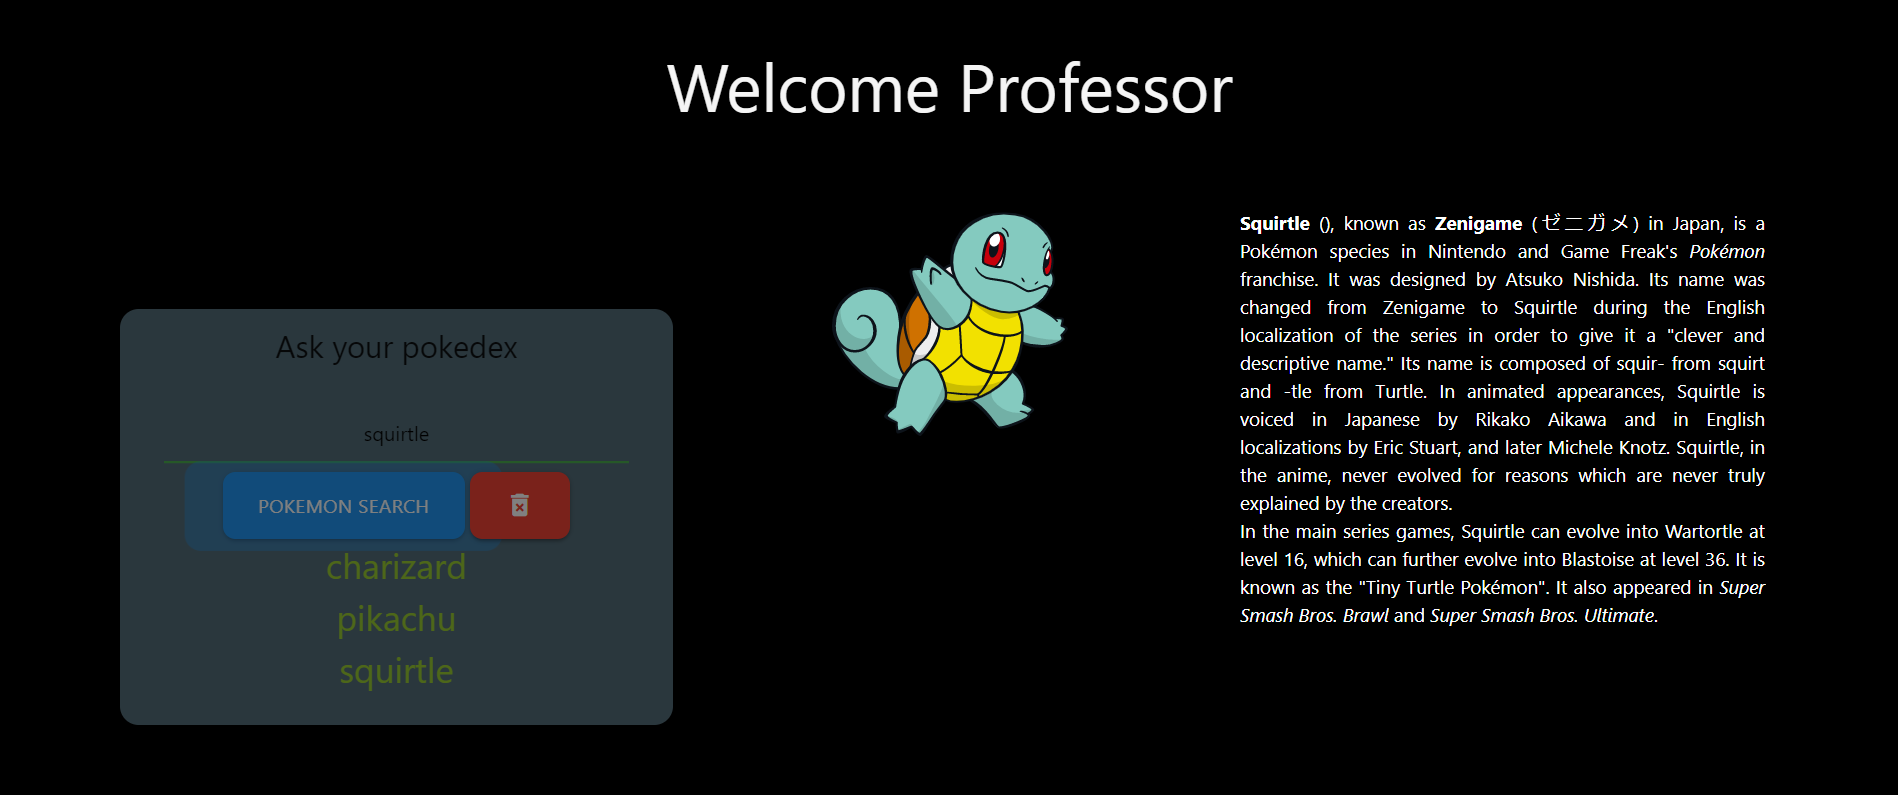 Welcome Professor
Ask your pokedex
squirtle
POKEMON SEARCH
charizard
pikachu
squirtle
Squirtle (), known as Zenigame (ゼニガメ) in Japan, is a
Pokémon species in Nintendo and Game Freak's Pokémon
franchise. It was designed by Atsuko Nishida. Its name was
changed from Zenigame to Squirtle during the English
localization of the series in order to give it a "clever and
descriptive name." Its name is composed of squir- from squirt
and -tle from Turtle. In animated appearances, Squirtle is
voiced in Japanese by Rikako Aikawa and in English
localizations by Eric Stuart, and later Michele Knotz. Squirtle, in
the anime, never evolved for reasons which are never truly
explained by the creators.
In the main series games, Squirtle can evolve into Wartortle at
level 16, which can further evolve into Blastoise at level 36. It is
known as the "Tiny Turtle Pokémon". It also appeared in Super
Smash Bros. Brawl and Super Smash Bros. Ultimate.